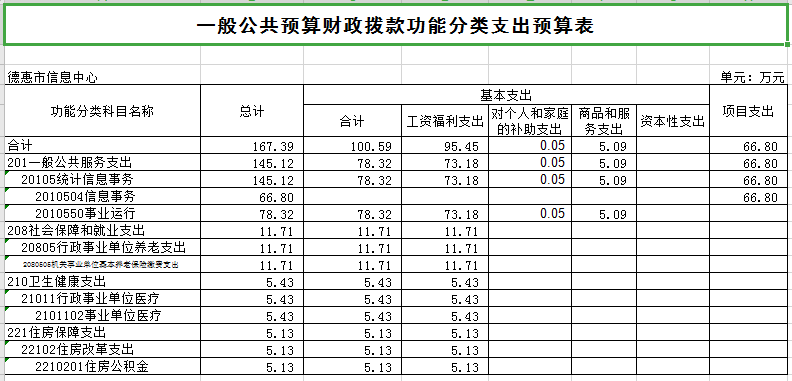 一般公共预算财政拨款功能分类支出预算表
德惠市信息中心 单元：万元
功能分类科目名称 总计 基本支出 项目支出
合计 工资福利支出 对个人和家庭的补助支出 商品和服务支出 资本性支出
合计 167.39 100.59 95.45 0.05 5.09 66.80
201一般公共服务支出 145.12 78.32 73.18 0.05 5.09 66.80
20105统计信息事务 145.12 78.32 73.18 0.05 5.09 66.80
2010504信息事务 66.80 66.80
2010550事业运行 78.32 78.32 73.18 0.05 5.09
208社会保障和就业支出 11.71 11.71 11.71
20805行政事业单位养老支出 11.71 11.71 11.71
2080505机关事业单位基本养老保险缴费支出 11.71 11.71 11.71
210卫生健康支出 5.43 5.43 5.43
21011行政事业单位医疗 5.43 5.43 5.43
2101102事业单位医疗 5.43 5.43 5.43
221住房保障支出 5.13 5.13 5.13
22102住房改革支出 5.13 5.13 5.13
2210201住房公积金 5.13 5.13 5.13